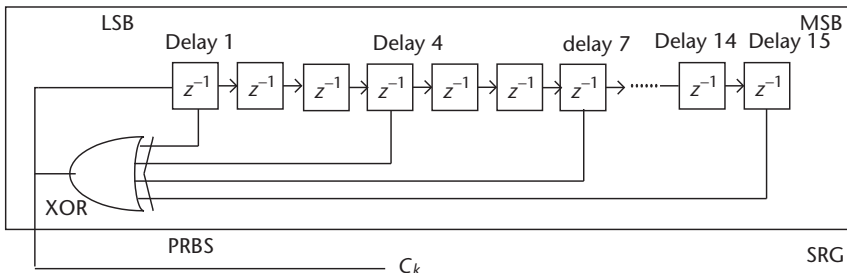 LSB MSB
Delay 1 Delay 4 delay 7 Delay 14 Delay 15
z⁻¹ z⁻¹ z⁻¹ z⁻¹ z⁻¹ z⁻¹ z⁻¹ z⁻¹ z⁻¹
XOR
PRBS SRG
Cₖ